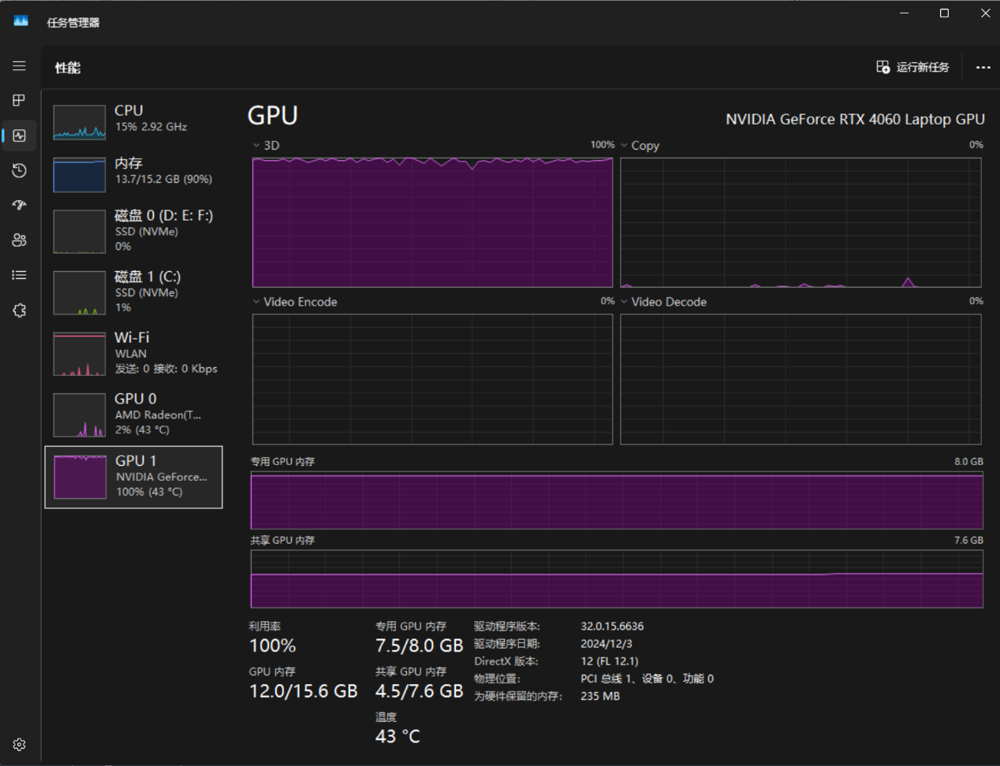 任务管理器
性能
运行新任务
CPU
15% 2.92 GHz
内存
13.7/15.2 GB (90%)
磁盘 0 (D: E: F:)
SSD (NVMe)
0%
磁盘 1 (C:)
SSD (NVMe)
1%
Wi-Fi
WLAN
发送: 0 接收: 0 Kbps
GPU 0
AMD Radeon(T...
2% (43 °C)
GPU 1
NVIDIA GeForce...
100% (43 °C)
GPU
NVIDIA GeForce RTX 4060 Laptop GPU
3D 100%
Copy 0%
Video Encode 0%
Video Decode 0%
专用 GPU 内存 8.0 GB
共享 GPU 内存 7.6 GB
利用率
100%
专用 GPU 内存
7.5/8.0 GB
GPU 内存
12.0/15.6 GB
共享 GPU 内存
4.5/7.6 GB
温度
43 °C
驱动程序版本: 32.0.15.6636
驱动程序日期: 2024/12/3
DirectX 版本: 12 (FL 12.1)
物理位置: PCI 总线 1、设备 0、功能 0
为硬件保留的内存: 235 MB